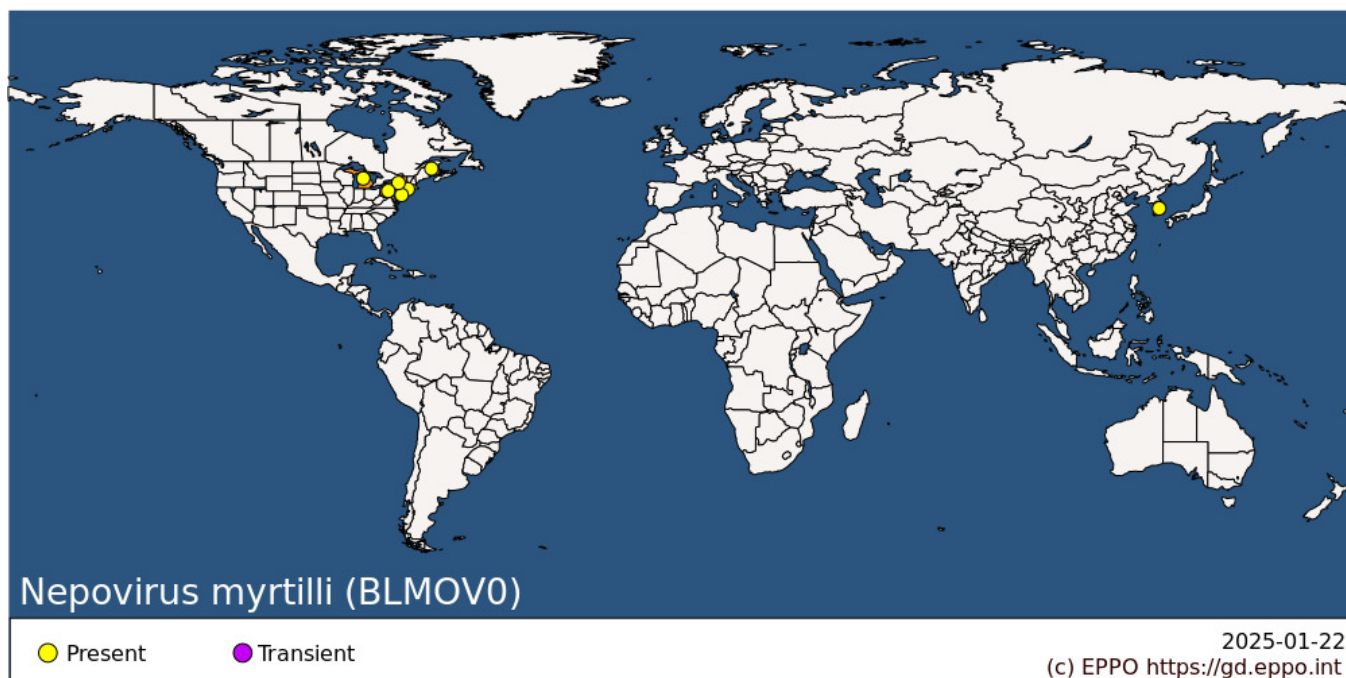 Nepovirus myrtilli (BLMOV0)
Present
Transient
2025-01-22
(c) EPPO https://gd.eppo.int